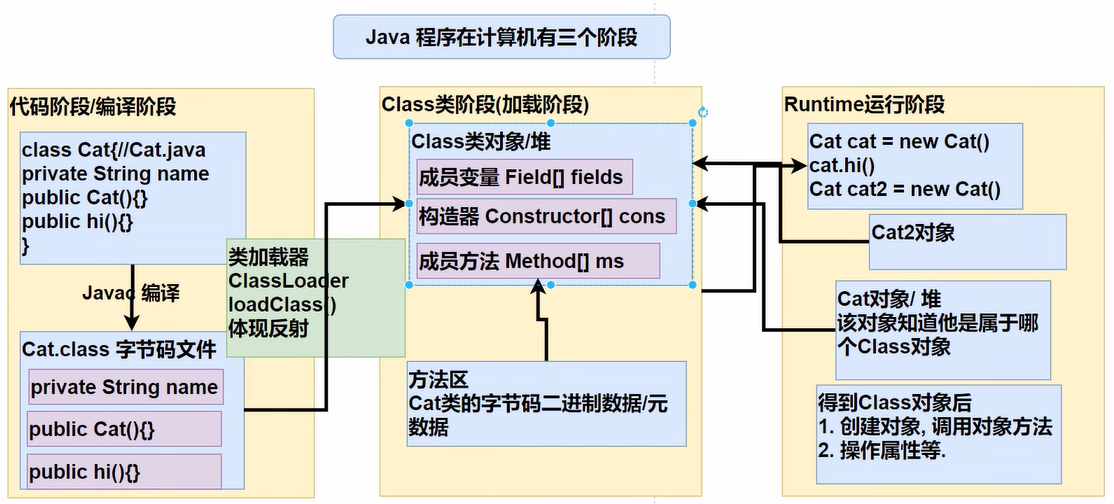 Java 程序在计算机有三个阶段
代码阶段/编译阶段
class Cat{//Cat.java
private String name
public Cat(){}
public hi(){}
}
Javac 编译
Cat.class 字节码文件
private String name
public Cat(){}
public hi(){}
类加载器
ClassLoader
loadClass()
体现反射
Class类阶段(加载阶段)
Class类对象/堆
成员变量 Field[] fields
构造器 Constructor[] cons
成员方法 Method[] ms
方法区
Cat类的字节码二进制数据/元
数据
Runtime运行阶段
Cat cat = new Cat()
cat.hi()
Cat cat2 = new Cat()
Cat2对象
Cat对象/ 堆
该对象知道他是属于哪
个Class对象
得到Class对象后
1. 创建对象, 调用对象方法
2. 操作属性等.